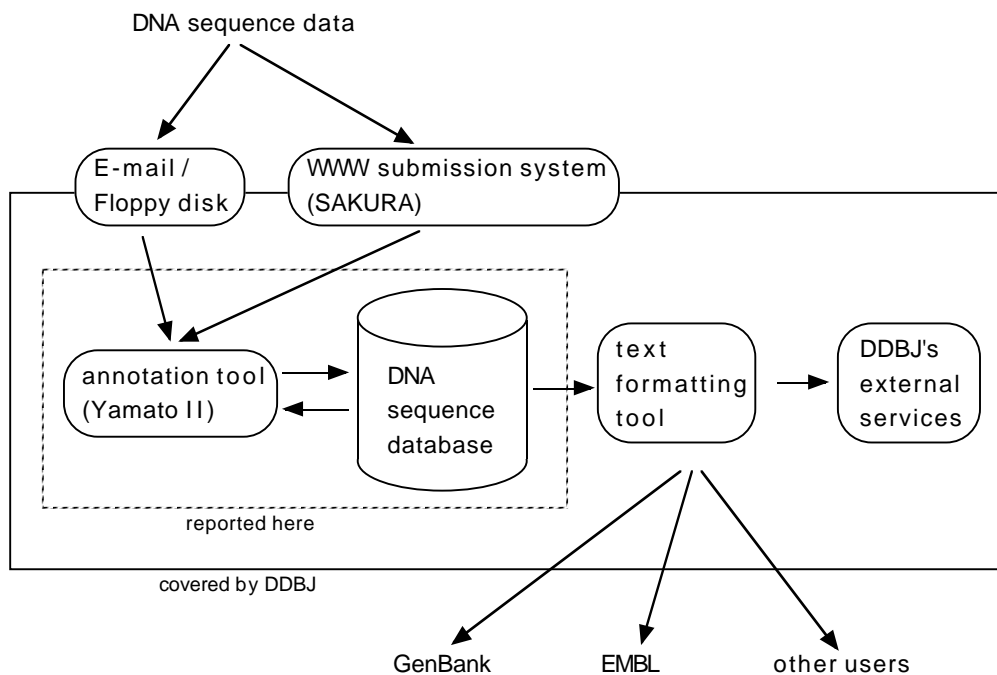 DNA sequence data
E-mail /
Floppy disk
WWW submission system
(SAKURA)
annotation tool
(Yamato II)
DNA
sequence
database
text
formatting
tool
DDBJ's
external
services
reported here
covered by DDBJ
GenBank
EMBL
other users